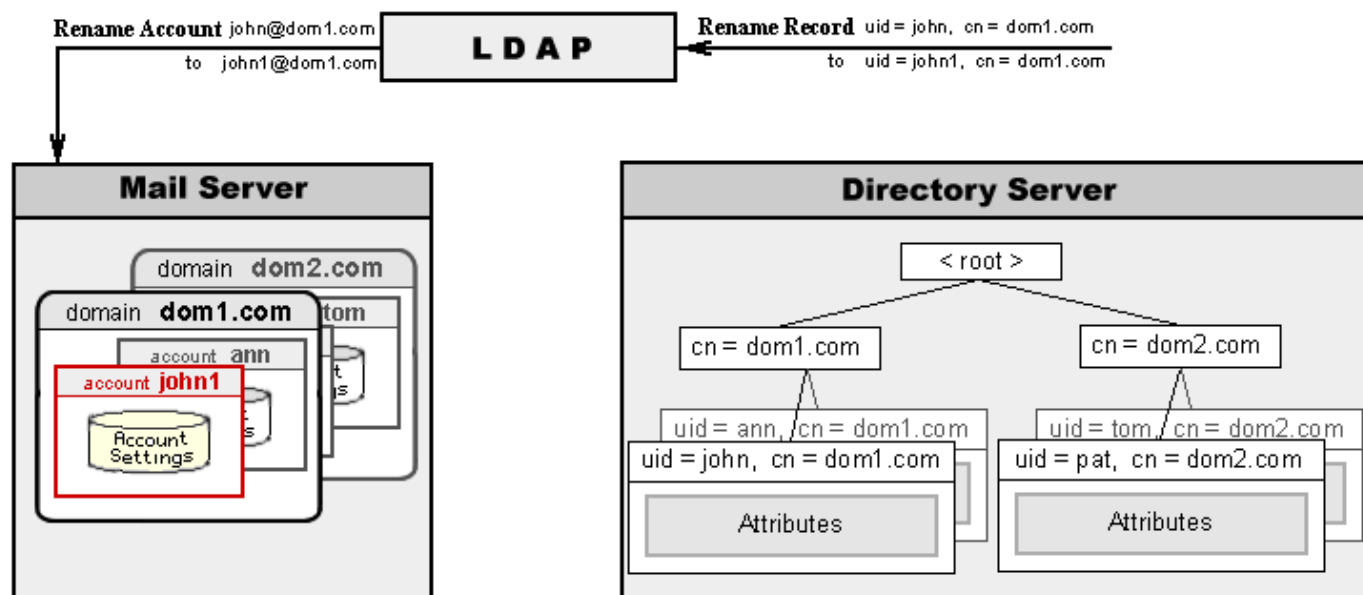 Rename Account john@dom1.com
to john1@dom1.com
LDAP
Rename Record uid = john, cn = dom1.com
to uid = john1, cn = dom1.com
Mail Server
domain dom2.com
tom
domain dom1.com
account ann
account john1
Account
Settings
Directory Server
< root >
cn = dom1.com
cn = dom2.com
uid = ann, cn = dom1.com
uid = john, cn = dom1.com
Attributes
uid = tom, cn = dom2.com
uid = pat, cn = dom2.com
Attributes